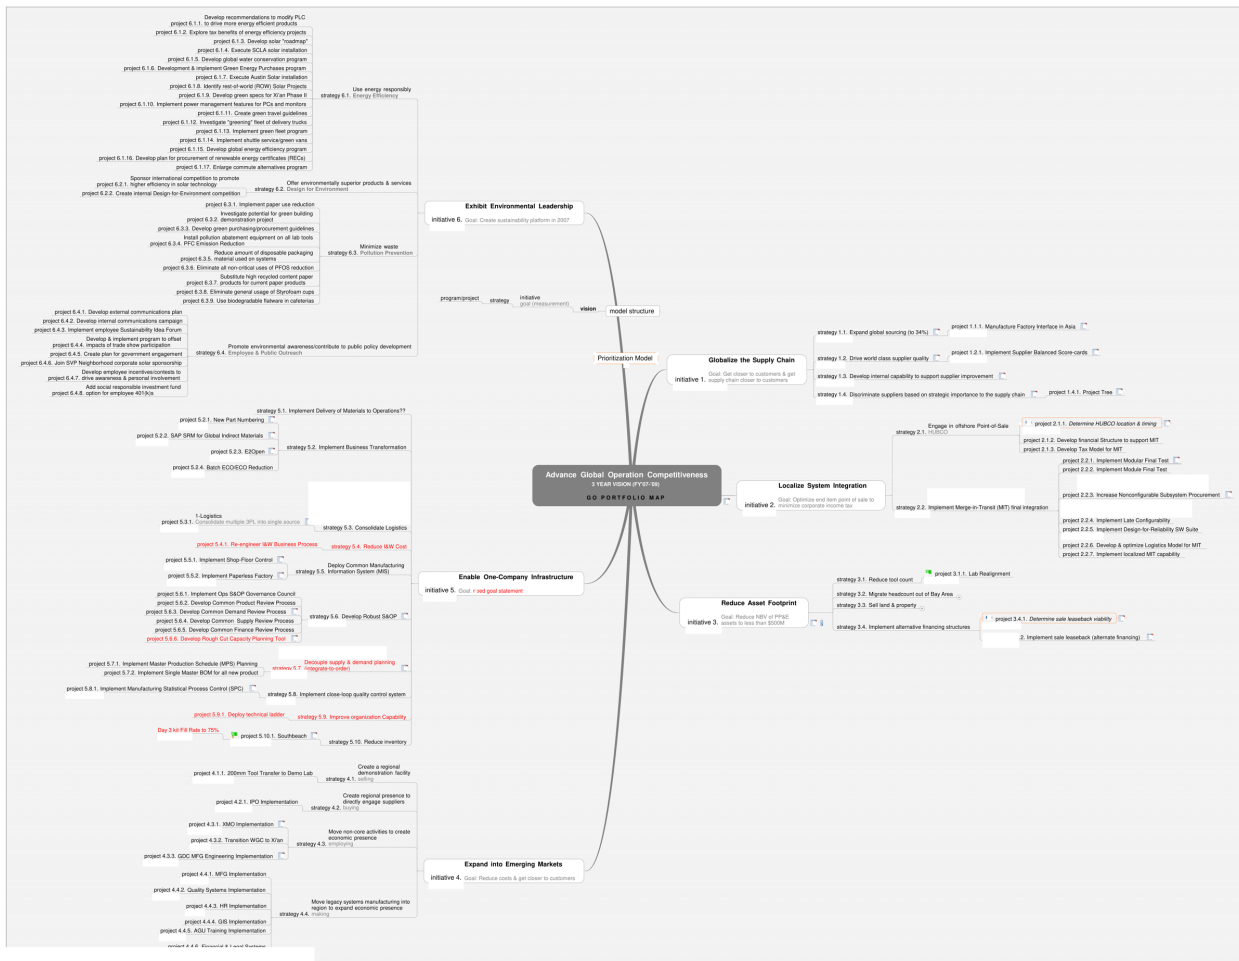 Develop recommendations to modify PLC
project 6.1.1. to drive more energy efficient products
project 6.1.2. Explore tax benefits of energy efficiency projects
project 6.1.3. Develop solar "roadmap"
project 6.1.4. Execute SCLA solar installation
project 6.1.5. Develop global water conservation program
project 6.1.6. Development & implement Green Energy Purchases program
project 6.1.7. Execute Austin Solar installation
project 6.1.8. Identify rest-of-world (ROW) Solar Projects
project 6.1.9. Develop green specs for Xi'an Phase II
project 6.1.10. Implement power management features for PCs and monitors
project 6.1.11. Create green travel guidelines
project 6.1.12. Investigate "greening" fleet of delivery trucks
project 6.1.13. Implement green fleet program
project 6.1.14. Implement shuttle service/green vans
project 6.1.15. Develop global energy efficiency program
project 6.1.16. Develop plan for procurement of renewable energy certificates (RECs)
project 6.1.17. Enlarge commute alternatives program
Use energy responsibly
strategy 6.1. Energy Efficiency
Sponsor international competition to promote
project 6.2.1. higher efficiency in solar technology
project 6.2.2. Create internal Design-for-Environment competition
Offer environmentally superior products & services
strategy 6.2. Design for Environment
project 6.3.1. Implement paper use reduction
Investigate potential for green building
project 6.3.2. demonstration project
project 6.3.3. Develop green purchasing/procurement guidelines
Install pollution abatement equipment on all lab tools
project 6.3.4. PFC Emission Reduction
Reduce amount of disposable packaging
project 6.3.5. material used on systems
project 6.3.6. Eliminate all non-critical uses of PFOS reduction
Substitute high recycled content paper
project 6.3.7. products for current paper products
project 6.3.8. Eliminate general usage of Styrofoam cups
project 6.3.9. Use biodegradable flatware in cafeterias
Minimize waste
strategy 6.3. Pollution Prevention
project 6.4.1. Develop external communications plan
project 6.4.2. Develop internal communications campaign
project 6.4.3. Implement employee Sustainability Idea Forum
Develop & implement program to offset
project 6.4.4. impacts of trade show participation
project 6.4.5. Create plan for government engagement
project 6.4.6. Join SVP Neighborhood corporate solar sponsorship
Develop employee incentives/contests to
project 6.4.7. drive awareness & personal involvement
Add social responsible investment fund
project 6.4.8. option for employee 401(k)s
Promote environmental awareness/contribute to public policy development
strategy 6.4. Employee & Public Outreach
Exhibit Environmental Leadership
initiative 6. Goal: Create sustainability platform in 2007
program/project
strategy
initiative
goal (measurement)
vision
model structure
Prioritization Model
Globalize the Supply Chain
initiative 1. Goal: Get closer to customers & get
supply chain closer to customers
strategy 1.1. Expand global sourcing (to 34%)
project 1.1.1. Manufacture Factory Interface in Asia
strategy 1.2. Drive world class supplier quality
project 1.2.1. Implement Supplier Balanced Score-cards
strategy 1.3. Develop internal capability to support supplier improvement
strategy 1.4. Discriminate suppliers based on strategic importance to the supply chain
project 1.4.1. Project Tree
Advance Global Operation Competitiveness
3 YEAR VISION (FY'07-'09)
GO PORTFOLIO MAP
Localize System Integration
initiative 2. Goal: Optimize end item point of sale to
minimize corporate income tax
Engage in offshore Point-of-Sale
strategy 2.1. HUBCO
project 2.1.1. Determine HUBCO location & timing
project 2.1.2. Develop financial Structure to support MIT
project 2.1.3. Develop Tax Model for MIT
strategy 2.2. Implement Merge-in-Transit (MIT) final integration
project 2.2.1. Implement Modular Final Test
project 2.2.2. Implement Module Final Test
project 2.2.3. Increase Nonconfigurable Subsystem Procurement
project 2.2.4. Implement Late Configurability
project 2.2.5. Implement Design-for-Reliability SW Suite
project 2.2.6. Develop & optimize Logistics Model for MIT
project 2.2.7. Implement localized MIT capability
Reduce Asset Footprint
initiative 3. Goal: Reduce NBV of PP&E
assets to less than $500M
strategy 3.1. Reduce tool count
project 3.1.1. Lab Realignment
strategy 3.2. Migrate headcount out of Bay Area
strategy 3.3. Sell land & property
strategy 3.4. Implement alternative financing structures
project 3.4.1. Determine sale leaseback viability
.2. Implement sale leaseback (alternate financing)
strategy 5.1. Implement Delivery of Materials to Operations??
project 5.2.1. New Part Numbering
project 5.2.2. SAP SRM for Global Indirect Materials
project 5.2.3. E2Open
project 5.2.4. Batch ECO/ECO Reduction
strategy 5.2. Implement Business Transformation
1-Logistics
project 5.3.1. Consolidate multiple 3PL into single source
strategy 5.3. Consolidate Logistics
project 5.4.1. Re-engineer I&W Business Process
strategy 5.4. Reduce I&W Cost
project 5.5.1. Implement Shop-Floor Control
project 5.5.2. Implement Paperless Factory
Deploy Common Manufacturing
strategy 5.5. Information System (MIS)
project 5.6.1. Implement Ops S&OP Governance Council
project 5.6.2. Develop Common Product Review Process
project 5.6.3. Develop Common Demand Review Process
project 5.6.4. Develop Common Supply Review Process
project 5.6.5. Develop Common Finance Review Process
project 5.6.6. Develop Rough Cut Capacity Planning Tool
strategy 5.6. Develop Robust S&OP
project 5.7.1. Implement Master Production Schedule (MPS) Planning
project 5.7.2. Implement Single Master BOM for all new product
Decouple supply & demand planning
strategy 5.7. (integrate-to-order)
project 5.8.1. Implement Manufacturing Statistical Process Control (SPC)
strategy 5.8. Implement close-loop quality control system
project 5.9.1. Deploy technical ladder
strategy 5.9. Improve organization Capability
Day 3 kit Fill Rate to 75%
project 5.10.1. Southbeach
strategy 5.10. Reduce inventory
Enable One-Company Infrastructure
initiative 5. Goal: sed goal statement
project 4.1.1. 200mm Tool Transfer to Demo Lab
Create a regional
demonstration facility
strategy 4.1. selling
project 4.2.1. IPO Implementation
Create regional presence to
directly engage suppliers
strategy 4.2. buying
project 4.3.1. XMO Implementation
project 4.3.2. Transition WGC to Xi'an
project 4.3.3. GDC MFG Engineering Implementation
Move non-core activities to create
economic presence
strategy 4.3. employing
project 4.4.1. MFG Implementation
project 4.4.2. Quality Systems Implementation
project 4.4.3. HR Implementation
project 4.4.4. GIS Implementation
project 4.4.5. AGU Training Implementation
project 4.4.6. Financial & Legal Systems
Move legacy systems manufacturing into
region to expand economic presence
strategy 4.4. making
Expand into Emerging Markets
initiative 4. Goal: Reduce costs & get closer to customers